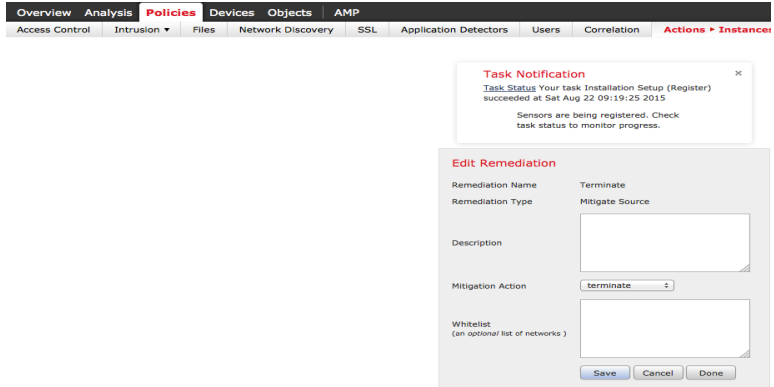 Overview Analysis Policies Devices Objects AMP
Access Control Intrusion ▾ Files Network Discovery SSL Application Detectors Users Correlation Actions ▸ Instances
Task Notification ×
Task Status Your task Installation Setup (Register)
succeeded at Sat Aug 22 09:19:25 2015
Sensors are being registered. Check
task status to monitor progress.
Edit Remediation
Remediation Name Terminate
Remediation Type Mitigate Source
Description
Mitigation Action terminate
Whitelist
(an optional list of networks )
Save Cancel Done